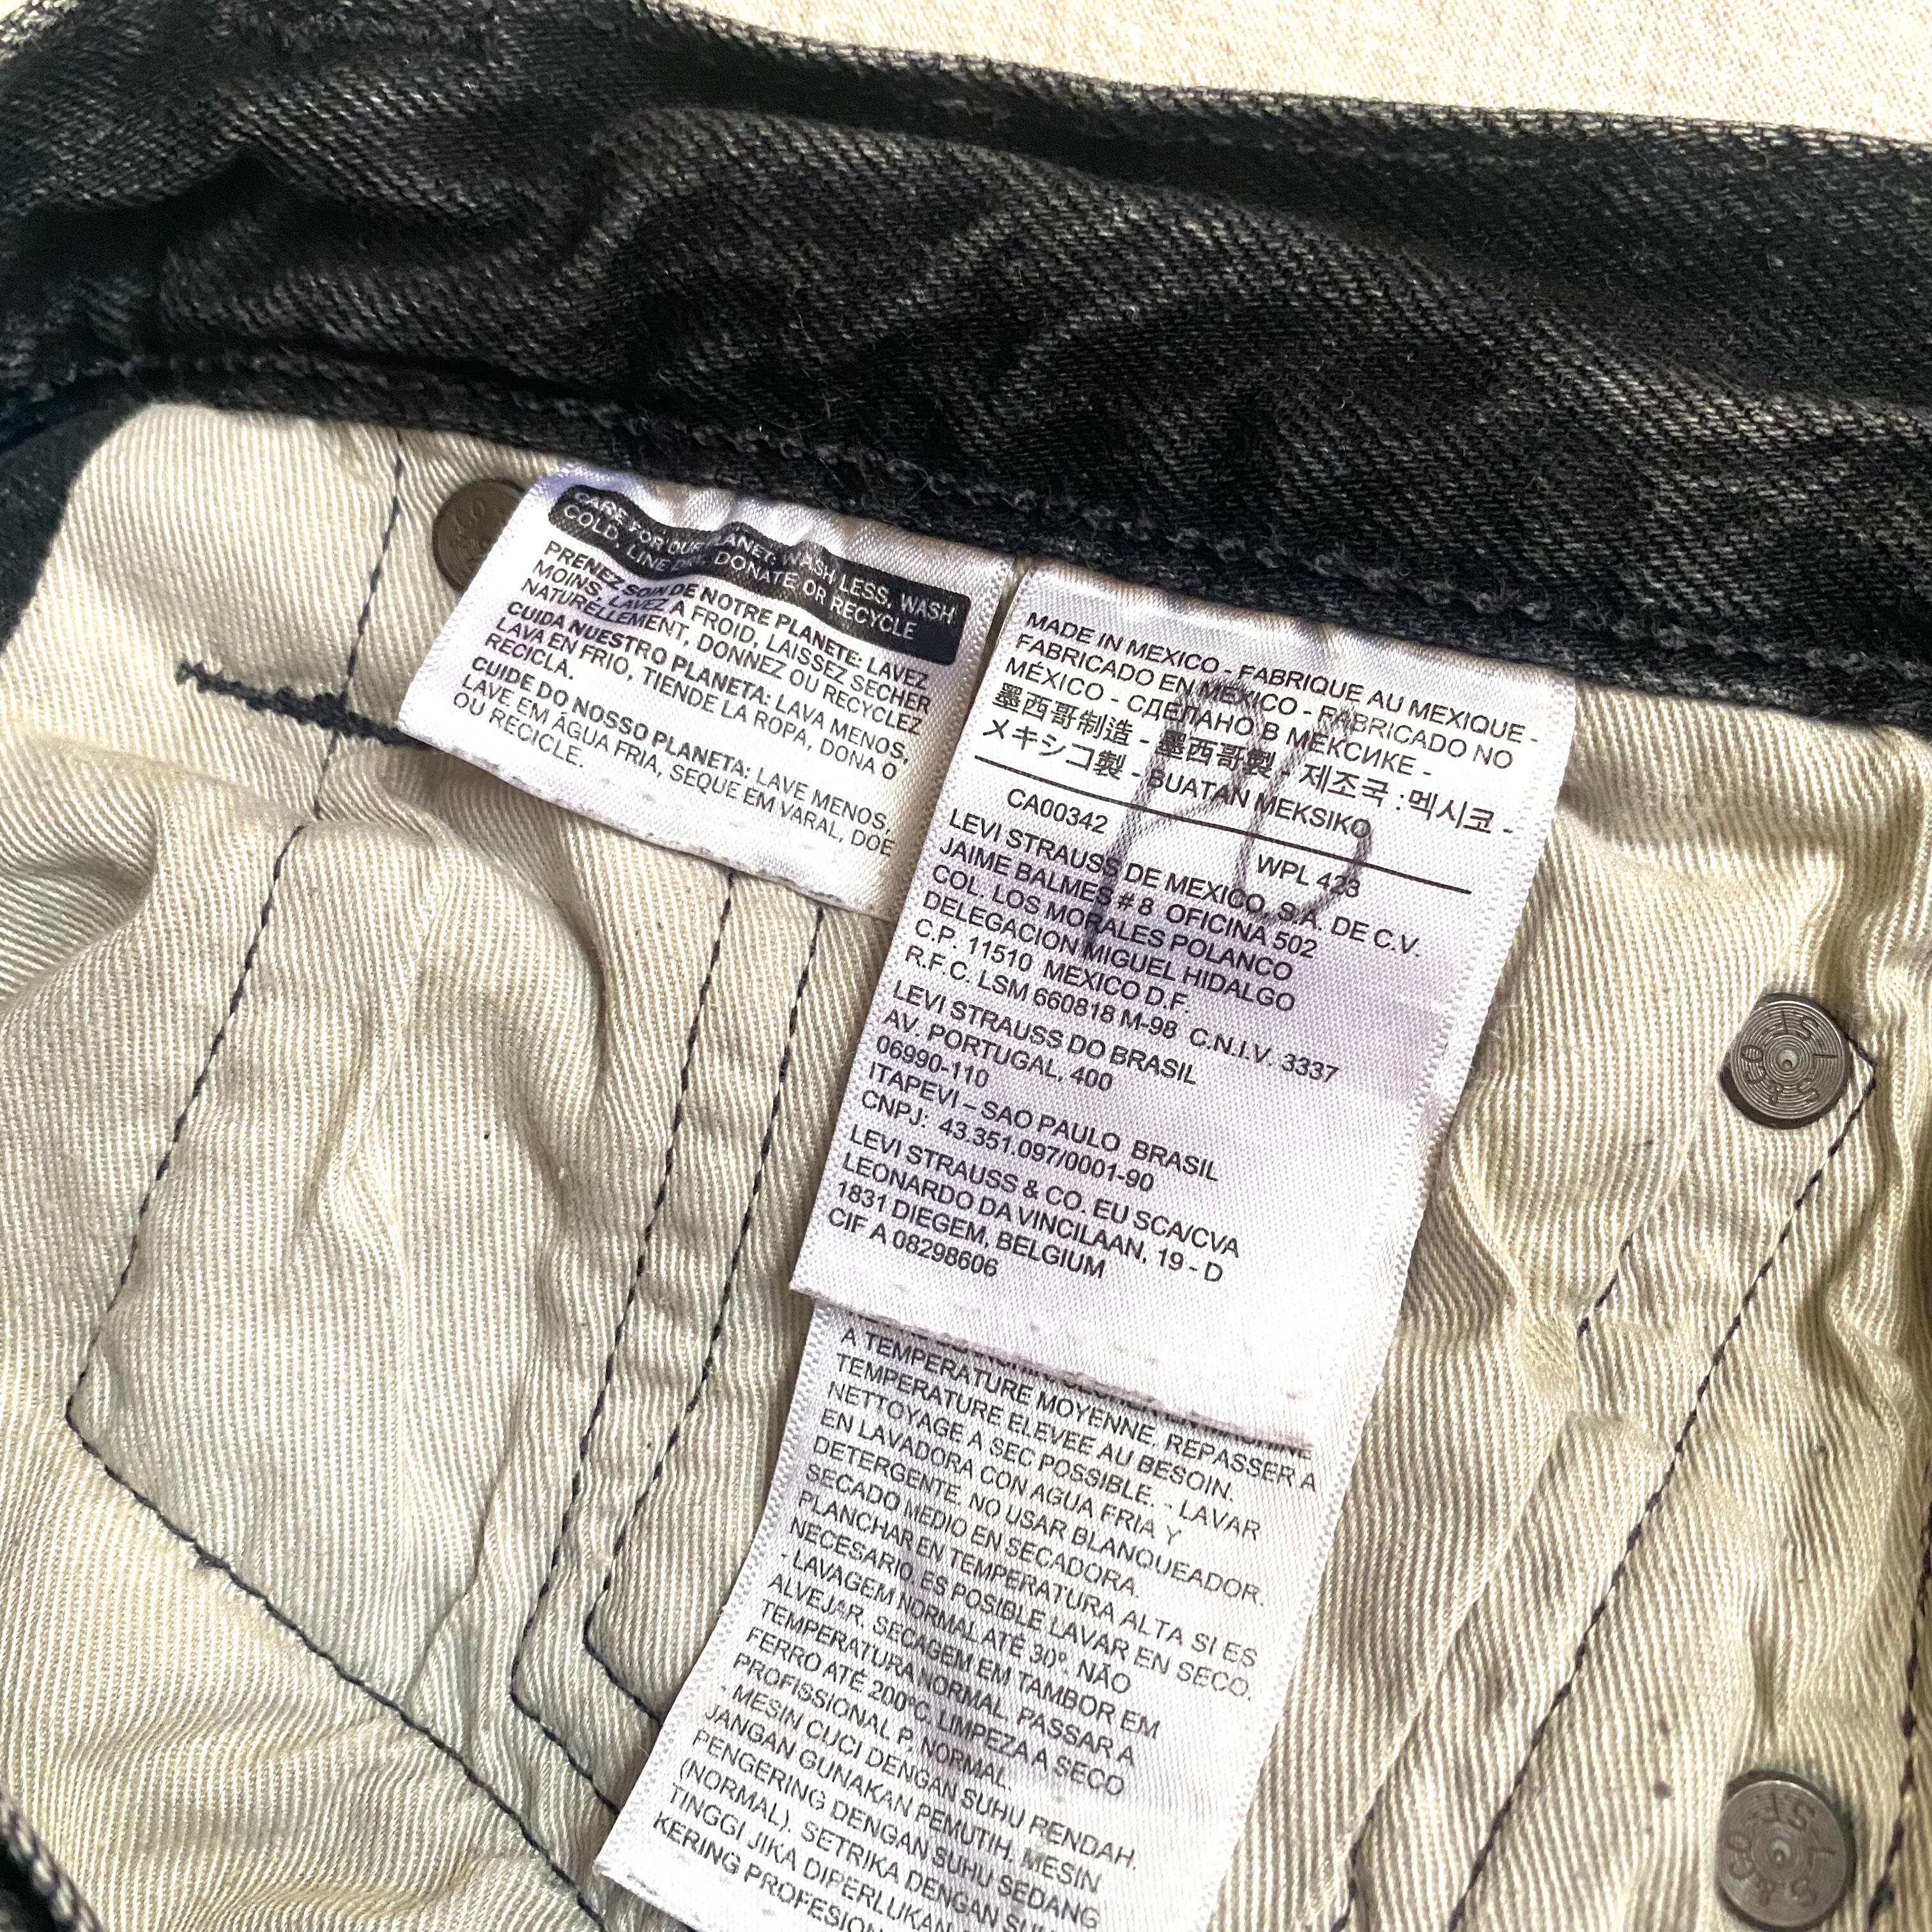 CARE FOR OUR PLANET: WASH LESS, WASH
COLD, LINE DRY, DONATE OR RECYCLE
PRENEZ SOIN DE NOTRE PLANETE: LAVEZ
MOINS, LAVEZ A FROID, LAISSEZ SECHER
NATURELLEMENT, DONNEZ OU RECYCLEZ
CUIDA NUESTRO PLANETA: LAVA MENOS,
LAVA EN FRIO, TIENDE LA ROPA, DONA O
RECICLA.
CUIDE DO NOSSO PLANETA: LAVE MENOS,
LAVE EM ÁGUA FRIA, SEQUE EM VARAL, DOE
OU RECICLE.
MADE IN MEXICO - FABRIQUE AU MEXIQUE -
FABRICADO EN MEXICO - FABRICADO NO
MÉXICO - СДЕЛАНО В МЕКСИКЕ -
墨西哥制造 - 墨西哥製 - 제조국 :멕시코 -
メキシコ製 - BUATAN MEKSIKO
CA00342 WPL 423
LEVI STRAUSS DE MEXICO, S.A. DE C.V.
JAIME BALMES # 8 OFICINA 502
COL. LOS MORALES POLANCO
DELEGACION MIGUEL HIDALGO
C.P. 11510 MEXICO D.F.
R.F.C. LSM 660818 M-98 C.N.I.V. 3337
LEVI STRAUSS DO BRASIL
AV. PORTUGAL, 400
06990-110
ITAPEVI – SAO PAULO BRASIL
CNPJ: 43.351.097/0001-90
LEVI STRAUSS & CO. EU SCA/CVA
LEONARDO DA VINCILAAN, 19 - D
1831 DIEGEM, BELGIUM
CIF A 08298606
A TEMPERATURE MOYENNE. REPASSER A
TEMPERATURE ELEVEE AU BESOIN.
NETTOYAGE A SEC POSSIBLE. - LAVAR
EN LAVADORA CON AGUA FRIA Y
DETERGENTE. NO USAR BLANQUEADOR.
SECADO MEDIO EN SECADORA.
PLANCHAR EN TEMPERATURA ALTA SI ES
NECESARIO. ES POSIBLE LAVAR EN SECO.
- LAVAGEM NORMAL ATÉ 30º. NÃO
ALVEJAR. SECAGEM EM TAMBOR EM
TEMPERATURA NORMAL. PASSAR A
FERRO ATÉ 200ºC. LIMPEZA A SECO
PROFISSIONAL P. NORMAL.
- MESIN CUCI DENGAN SUHU RENDAH.
JANGAN GUNAKAN PEMUTIH. MESIN
PENGERING DENGAN SUHU SEDANG
(NORMAL). SETRIKA DENGAN SUHU
TINGGI JIKA DIPERLUKAN.
KERING
LS & CO
LS & CO